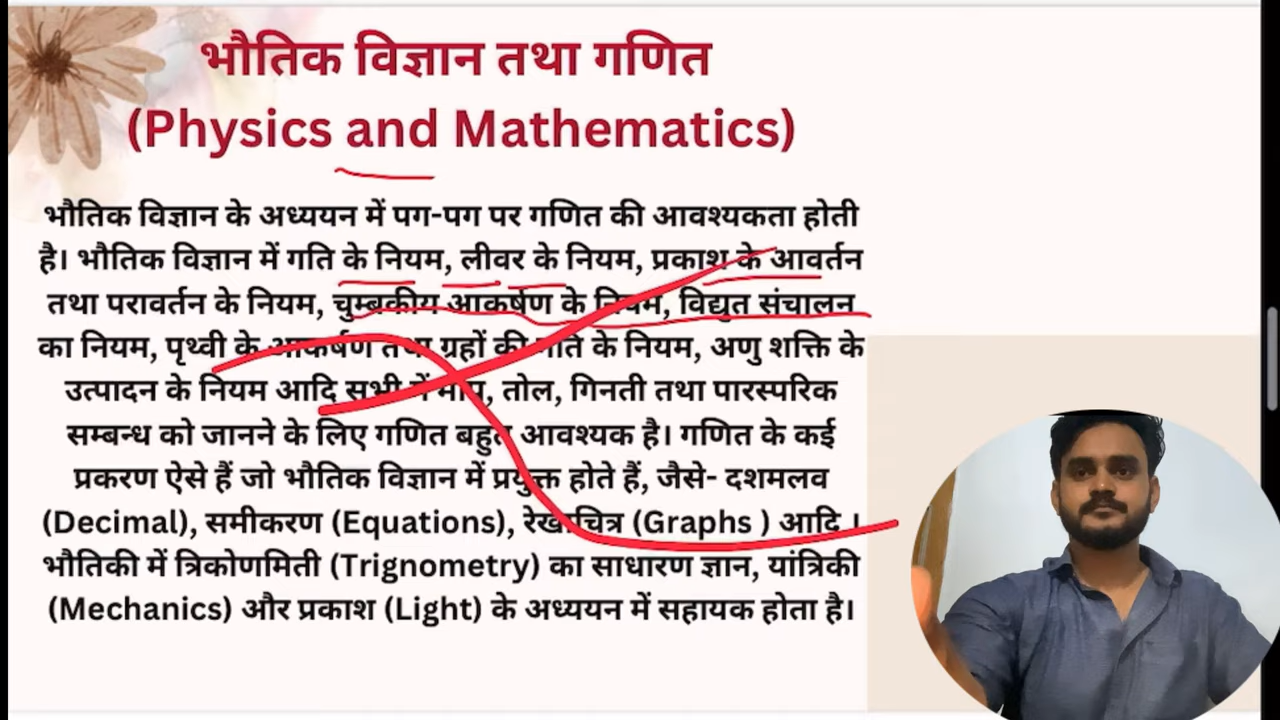 भौतिक विज्ञान तथा गणित
(Physics and Mathematics)
भौतिक विज्ञान के अध्ययन में पग-पग पर गणित की आवश्यकता होती
है। भौतिक विज्ञान में गति के नियम, लीवर के नियम, प्रकाश के आवर्तन
तथा परावर्तन के नियम, चुम्बकीय आकर्षण के नियम, विद्युत संचालन
का नियम, पृथ्वी के आकर्षण तथा ग्रहों की गति के नियम, अणु शक्ति के
उत्पादन के नियम आदि सभी में माप, तोल, गिनती तथा पारस्परिक
सम्बन्ध को जानने के लिए गणित बहुत आवश्यक है। गणित के कई
प्रकरण ऐसे हैं जो भौतिक विज्ञान में प्रयुक्त होते हैं, जैसे- दशमलव
(Decimal), समीकरण (Equations), रेखाचित्र (Graphs ) आदि ।
भौतिकी में त्रिकोणमिती (Trignometry) का साधारण ज्ञान, यांत्रिकी
(Mechanics) और प्रकाश (Light) के अध्ययन में सहायक होता है।